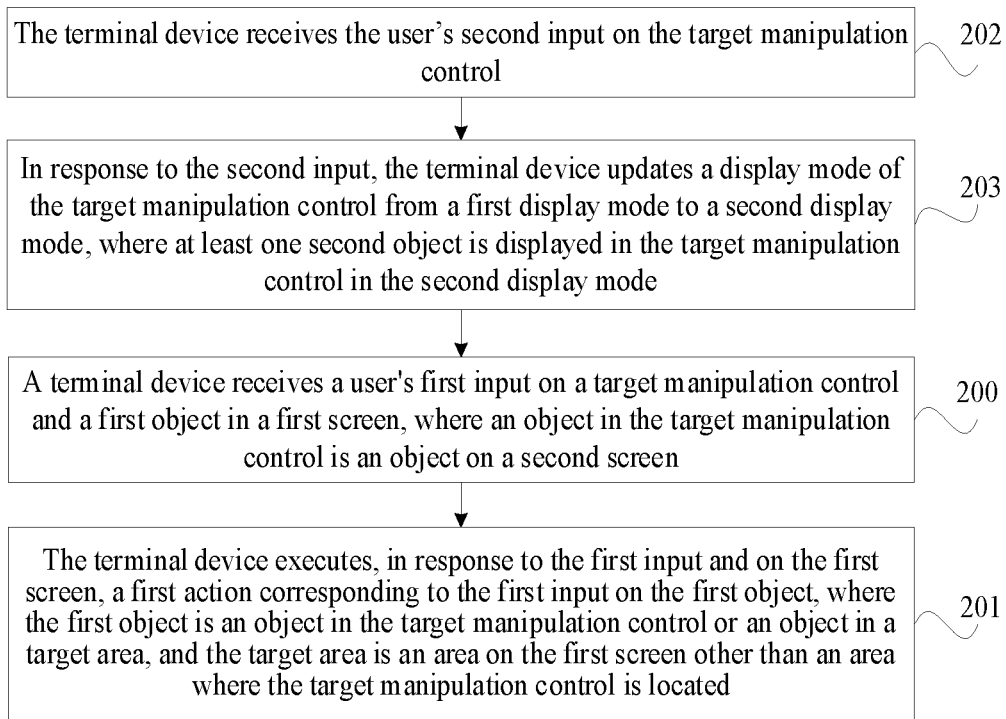 The terminal device receives the user’s second input on the target manipulation
control
202
In response to the second input, the terminal device updates a display mode of
the target manipulation control from a first display mode to a second display
mode, where at least one second object is displayed in the target manipulation
control in the second display mode
203
A terminal device receives a user's first input on a target manipulation control
and a first object in a first screen, where an object in the target manipulation
control is an object on a second screen
200
The terminal device executes, in response to the first input and on the first
screen, a first action corresponding to the first input on the first object, where
the first object is an object in the target manipulation control or an object in a
target area, and the target area is an area on the first screen other than an area
where the target manipulation control is located
201